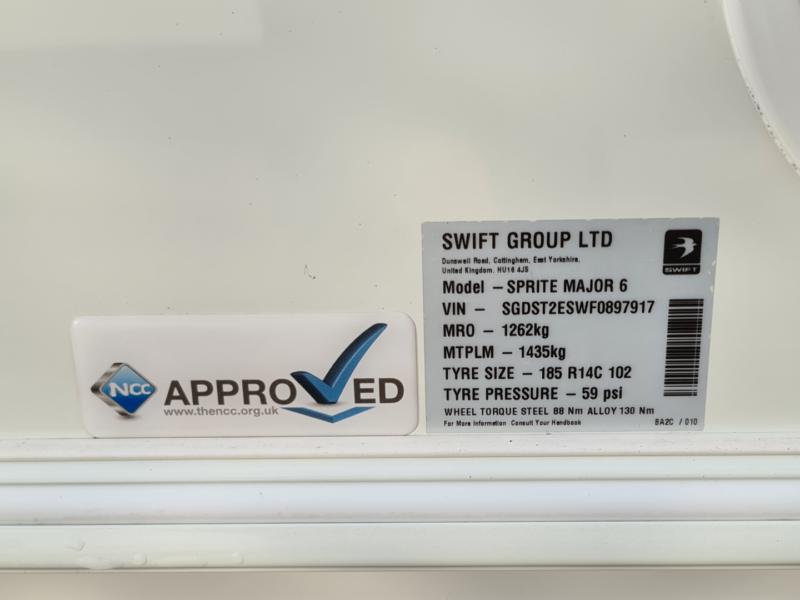 SWIFT GROUP LTD
Dunswell Road, Cottingham, East Yorkshire.
United Kingdom. HU16 4JS
SWIFT
Model – SPRITE MAJOR 6
VIN – SGDST2ESWF0897917
MRO – 1262kg
MTPLM – 1435kg
TYRE SIZE – 185 R14C 102
TYRE PRESSURE – 59 psi
WHEEL TORQUE STEEL 88 Nm ALLOY 130 Nm
For More Information Consult Your Handbook BA2C / 010
NCC APPROVED
www.thencc.org.uk